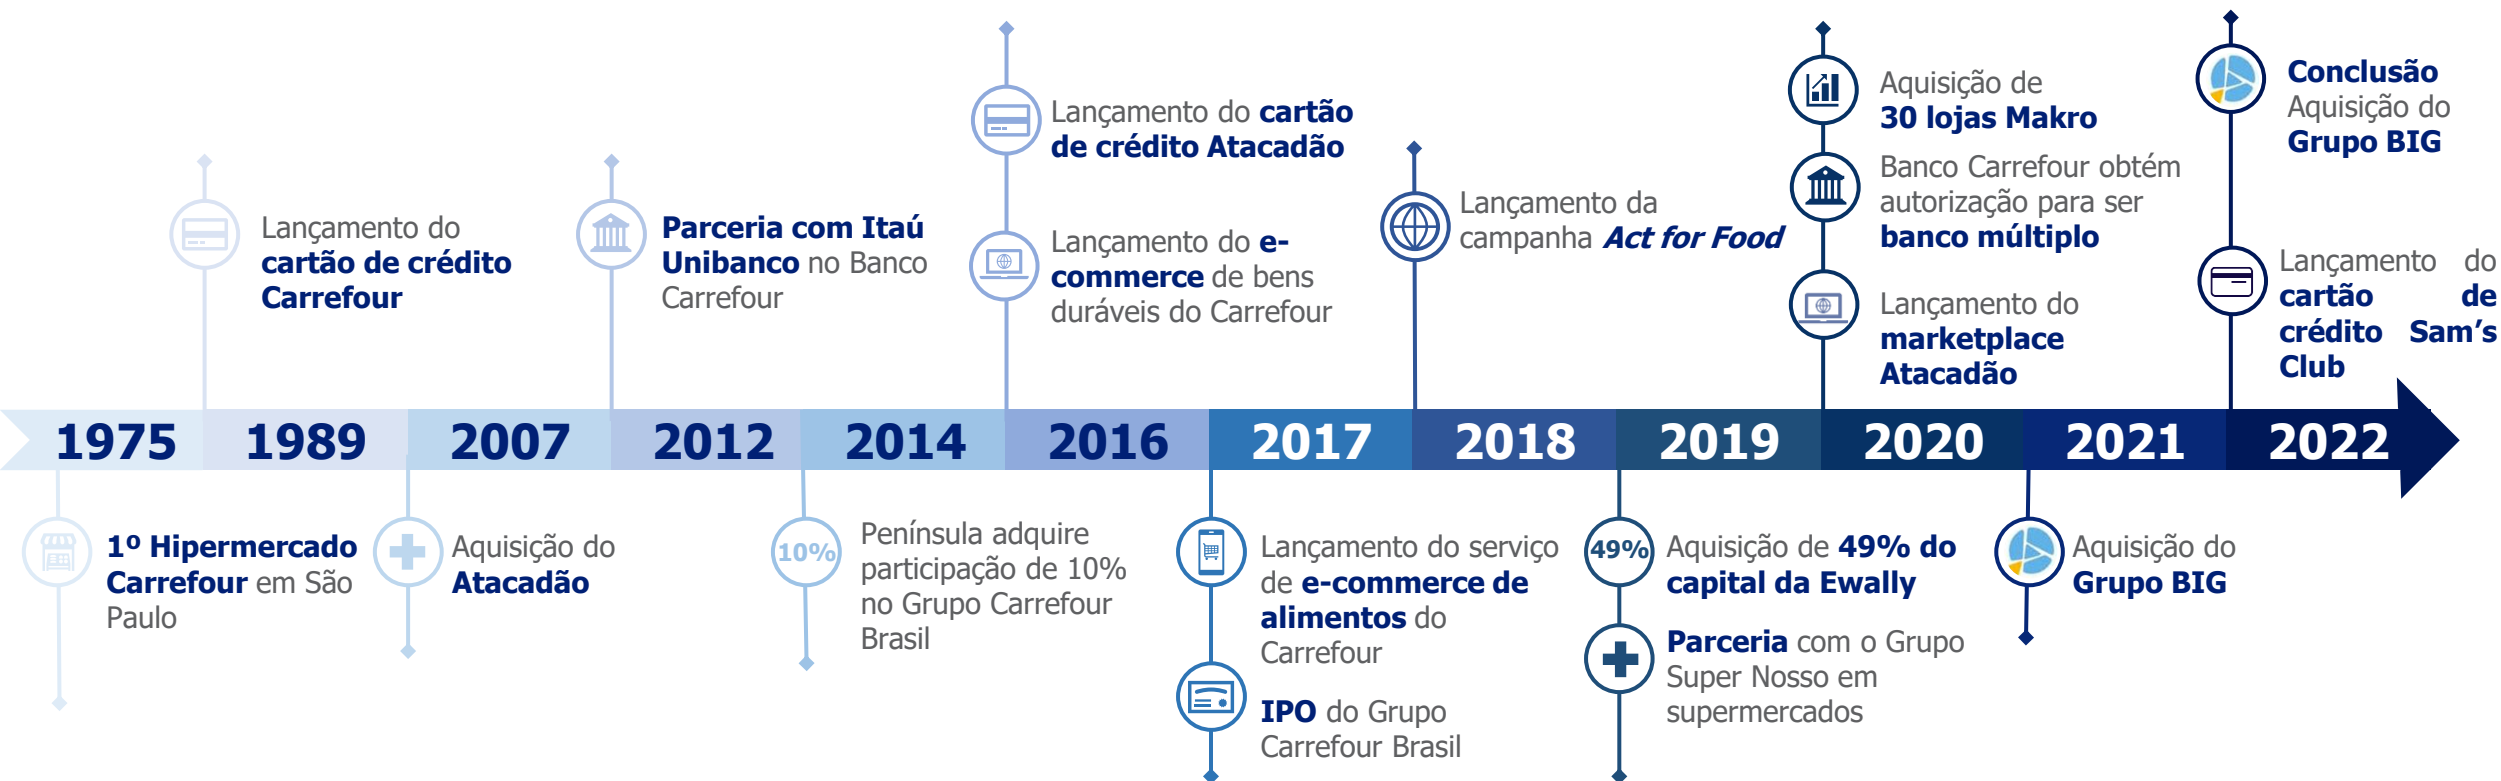 Lançamento do
cartão de crédito
Carrefour
Parceria com Itaú
Unibanco no Banco
Carrefour
Lançamento do cartão
de crédito Atacadão
Lançamento do e-
commerce de bens
duráveis do Carrefour
Lançamento da
campanha Act for Food
Aquisição de
30 lojas Makro
Banco Carrefour obtém
autorização para ser
banco múltiplo
Lançamento do
marketplace
Atacadão
Conclusão
Aquisição do
Grupo BIG
Lançamento do
cartão de
crédito Sam’s
Club
1975 1989 2007 2012 2014 2016 2017 2018 2019 2020 2021 2022
1º Hipermercado
Carrefour em São
Paulo
Aquisição do
Atacadão
10%
Península adquire
participação de 10%
no Grupo Carrefour
Brasil
Lançamento do serviço
de e-commerce de
alimentos do
Carrefour
IPO do Grupo
Carrefour Brasil
49%
Aquisição de 49% do
capital da Ewally
Parceria com o Grupo
Super Nosso em
supermercados
Aquisição do
Grupo BIG